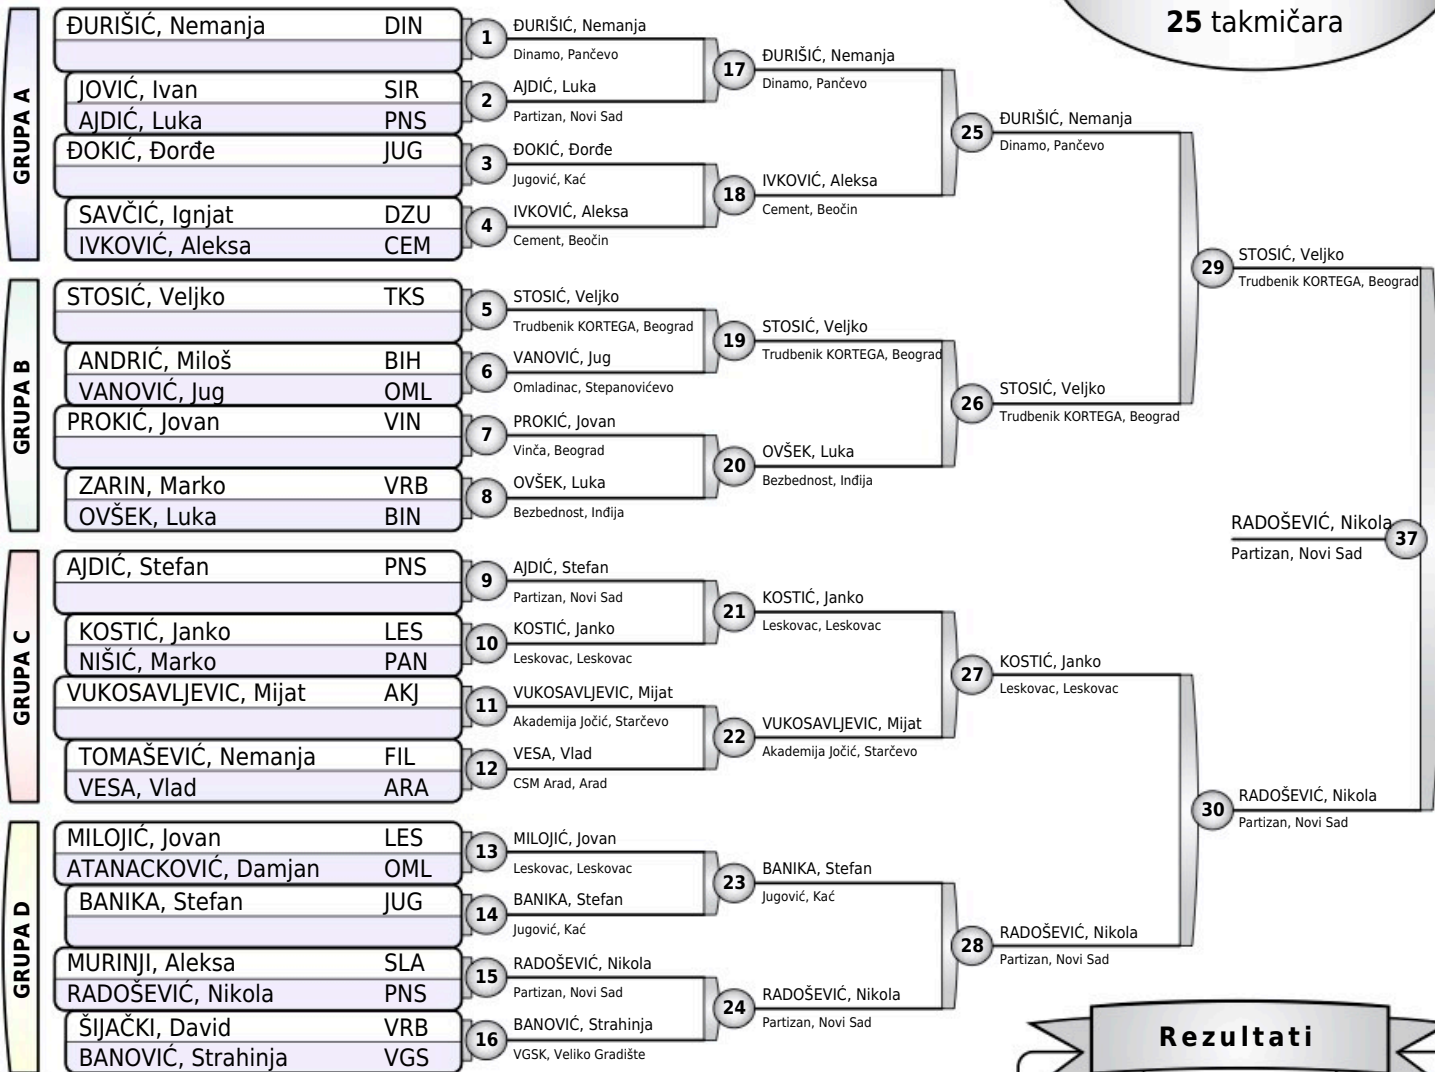 25 takmičara
GRUPA A
ĐURIŠIĆ, Nemanja DIN
JOVIĆ, Ivan SIR
AJDIĆ, Luka PNS
ĐOKIĆ, Đorđe JUG
SAVČIĆ, Ignjat DZU
IVKOVIĆ, Aleksa CEM
GRUPA B
STOSIĆ, Veljko TKS
ANDRIĆ, Miloš BIH
VANOVIĆ, Jug OML
PROKIĆ, Jovan VIN
ZARIN, Marko VRB
OVŠEK, Luka BIN
GRUPA C
AJDIĆ, Stefan PNS
KOSTIĆ, Janko LES
NIŠIĆ, Marko PAN
VUKOSAVLJEVIC, Mijat AKJ
TOMAŠEVIĆ, Nemanja FIL
VESA, Vlad ARA
GRUPA D
MILOJIĆ, Jovan LES
ATANACKOVIĆ, Damjan OML
BANIKA, Stefan JUG
MURINJI, Aleksa SLA
RADOŠEVIĆ, Nikola PNS
ŠIJAČKI, David VRB
BANOVIĆ, Strahinja VGS
1 ĐURIŠIĆ, Nemanja
Dinamo, Pančevo
2 AJDIĆ, Luka
Partizan, Novi Sad
3 ĐOKIĆ, Đorđe
Jugović, Kać
4 IVKOVIĆ, Aleksa
Cement, Beočin
5 STOSIĆ, Veljko
Trudbenik KORTEGA, Beograd
6 VANOVIĆ, Jug
Omladinac, Stepanovićevo
7 PROKIĆ, Jovan
Vinča, Beograd
8 OVŠEK, Luka
Bezbednost, Inđija
9 AJDIĆ, Stefan
Partizan, Novi Sad
10 KOSTIĆ, Janko
Leskovac, Leskovac
11 VUKOSAVLJEVIC, Mijat
Akademija Jočić, Starčevo
12 VESA, Vlad
CSM Arad, Arad
13 MILOJIĆ, Jovan
Leskovac, Leskovac
14 BANIKA, Stefan
Jugović, Kać
15 RADOŠEVIĆ, Nikola
Partizan, Novi Sad
16 BANOVIĆ, Strahinja
VGSK, Veliko Gradište
17 ĐURIŠIĆ, Nemanja
Dinamo, Pančevo
18 IVKOVIĆ, Aleksa
Cement, Beočin
19 STOSIĆ, Veljko
Trudbenik KORTEGA, Beograd
20 OVŠEK, Luka
Bezbednost, Inđija
21 KOSTIĆ, Janko
Leskovac, Leskovac
22 VUKOSAVLJEVIC, Mijat
Akademija Jočić, Starčevo
23 BANIKA, Stefan
Jugović, Kać
24 RADOŠEVIĆ, Nikola
Partizan, Novi Sad
25 ĐURIŠIĆ, Nemanja
Dinamo, Pančevo
26 STOSIĆ, Veljko
Trudbenik KORTEGA, Beograd
27 KOSTIĆ, Janko
Leskovac, Leskovac
28 RADOŠEVIĆ, Nikola
Partizan, Novi Sad
29 STOSIĆ, Veljko
Trudbenik KORTEGA, Beograd
30 RADOŠEVIĆ, Nikola
Partizan, Novi Sad
RADOŠEVIĆ, Nikola 37
Partizan, Novi Sad
Rezultati